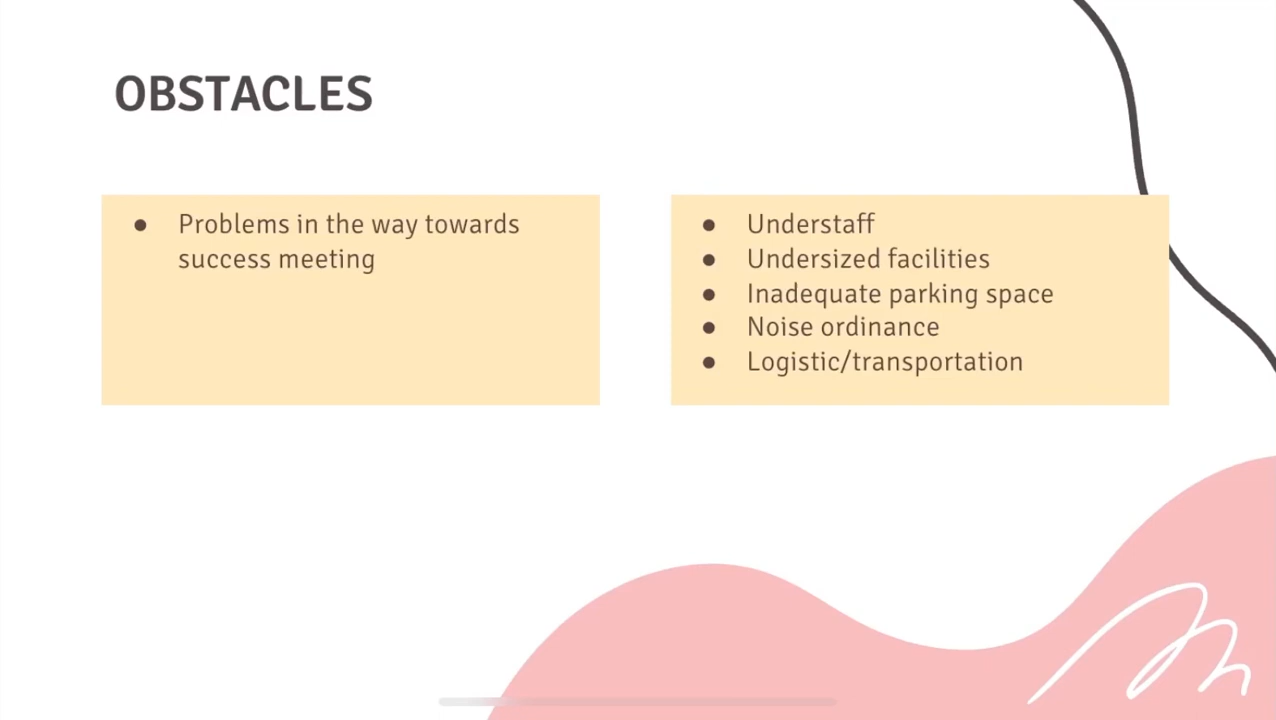 OBSTACLES
● Problems in the way towards
success meeting
● Understaff
● Undersized facilities
● Inadequate parking space
● Noise ordinance
● Logistic/transportation